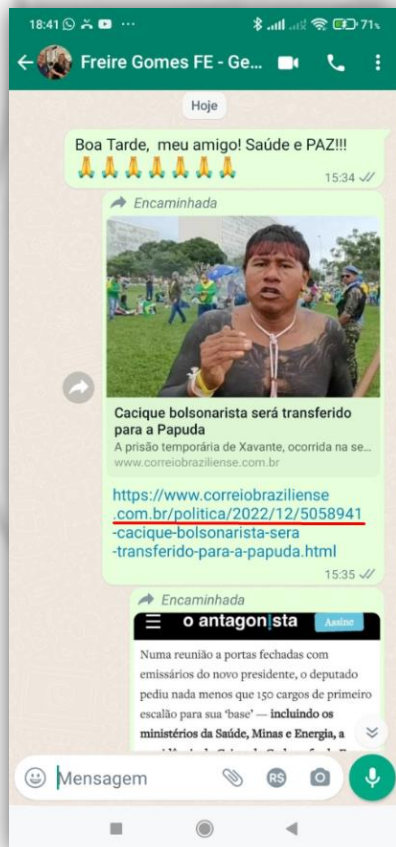 18:41
71%
Freire Gomes FE - Ge...
Hoje
Boa Tarde, meu amigo! Saúde e PAZ!!!
🙏🙏🙏🙏🙏🙏🙏
15:34
Encaminhada
Cacique bolsonarista será transferido
para a Papuda
A prisão temporária de Xavante, ocorrida na se...
www.correiobraziliense.com.br
https://www.correiobraziliense
.com.br/politica/2022/12/5058941
-cacique-bolsonarista-sera
-transferido-para-a-papuda.html
15:35
Encaminhada
o antagonista
Assine
Numa reunião a portas fechadas com
emissários do novo presidente, o deputado
pediu nada menos que 150 cargos de primeiro
escalão para sua 'base' — incluindo os
ministérios da Saúde, Minas e Energia, a
Mensagem
R$